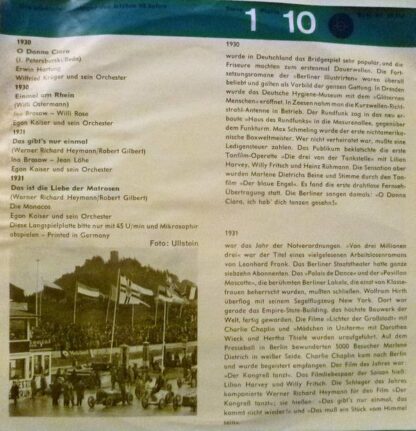 1 10
1930
O Donna Clara
(J. Petersburski/Beda)
Erwin Hartung
Wilfried Krüger und sein Orchester
1930
Einmal am Rhein
(Willi Ostermann)
Ina Brosow – Willi Rose
Egon Kaiser und sein Orchester
1931
Das gibt's nur einmal
(Werner Richard Heymann/Robert Gilbert)
Ina Brosow – Jean Löhe
Egon Kaiser und sein Orchester
1931
Das ist die Liebe der Matrosen
(Werner Richard Heymann/Robert Gilbert)
Die Monacos
Egon Kaiser und sein Orchester
Diese Langspielplatte bitte nur mit 45 U/min und Mikrosaphir
abspielen – Printed in Germany
Foto: Ullstein
1930
wurde in Deutschland das Bridgespiel sehr populär, und die
Friseure machten zum erstenmal Dauerwellen. Die Fort-
setzungsromane der »Berliner Illustrirten« waren überall
beliebt und galten als Vorbild der ganzen Gattung. In Dresden
wurde das Deutsche Hygiene-Museum mit dem »Gläsernen
Menschen« eröffnet. In Zeesen nahm man die Kurzwellen-Richt-
strahl-Antenne in Betrieb. Der Rundfunk zog in das neu er-
baute »Haus des Rundfunks« in die Masurenallee, gegenüber
dem Funkturm. Max Schmeling wurde der erste nichtamerika-
nische Boxweltmeister. Wer nicht verheiratet war, mußte eine
Ledigensteuer zahlen. Das Publikum beklatschte die erste
Tonfilm-Operette »Die drei von der Tankstelle« mit Lilian
Harvey, Willy Fritsch und Heinz Rühmann. Die Sensation aber
wurden Marlene Dietrichs Beine und Stimme durch den Ton-
film »Der blaue Engel«. Es fand die erste drahtlose Fernseh-
Übertragung statt. Die Berliner sangen damals: »O Donna
Clara, ich hab' dich tanzen gesehn!«
1931
war das Jahr der Notverordnungen. »Von drei Millionen
drei« war der Titel eines vielgelesenen Arbeitslosenromans
von Leonhard Frank. Das Berliner Staatstheater hatte ganze
siebzehn Abonnenten. Das »Palais de Dance« und der »Pavillon
Mascotte«, die berühmten Berliner Lokale, die einst von Klasse-
frauen beherrscht wurden, mußten schließen. Wolfram Hirth
überflog mit seinem Segelflugzeug New York. Dort war
gerade das Empire-State-Building, das höchste Bauwerk der
Welt, fertig geworden. Die Filme »Lichter der Großstadt« mit
Charlie Chaplin und »Mädchen in Uniform« mit Dorothea
Wieck und Hertha Thiele wurden uraufgeführt. Auf dem
Presseball in Berlin bewunderten 5000 Besucher Marlene
Dietrich in weißer Seide. Charlie Chaplin kam nach Berlin
und wurde begeistert empfangen. Der Film des Jahres war:
»Der Kongreß tanzt«. Das Filmliebespaar der Saison hieß:
Lilian Harvey und Willy Fritsch. Die Schlager des Jahres
komponierte Werner Richard Heymann für den Film »Der
Kongreß tanzt«; sie hießen: »Das gibt's nur einmal, das
kommt nicht wieder!« und »Das muß ein Stück vom Himmel
sein«.